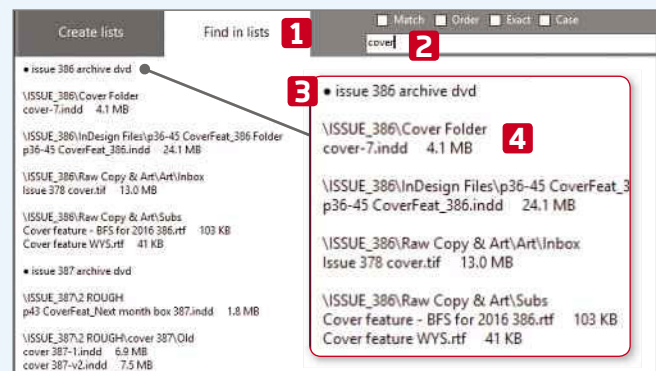 Create lists
Find in lists
1
Match Order Exact Case
cover
2
• issue 386 archive dvd
\ISSUE_386\Cover Folder
cover-7.indd 4.1 MB
\ISSUE_386\InDesign Files\p36-45 CoverFeat_386 Folder
p36-45 CoverFeat_386.indd 24.1 MB
\ISSUE_386\Raw Copy & Art\Art\Inbox
Issue 378 cover.tif 13.0 MB
\ISSUE_386\Raw Copy & Art\Subs
Cover feature - BFS for 2016 386.rtf 103 KB
Cover feature WYS.rtf 41 KB
• issue 387 archive dvd
\ISSUE_387\2 ROUGH
p43 CoverFeat_Next month box 387.indd 1.8 MB
\ISSUE_387\2 ROUGH\cover 387\Old
cover 387-1.indd 6.9 MB
cover 387-v2.indd 7.5 MB
3
• issue 386 archive dvd
\ISSUE_386\Cover Folder
cover-7.indd 4.1 MB
4
\ISSUE_386\InDesign Files\p36-45 CoverFeat_3
p36-45 CoverFeat_386.indd 24.1 MB
\ISSUE_386\Raw Copy & Art\Art\Inbox
Issue 378 cover.tif 13.0 MB
\ISSUE_386\Raw Copy & Art\Subs
Cover feature - BFS for 2016 386.rtf 103 KB
Cover feature WYS.rtf 41 KB